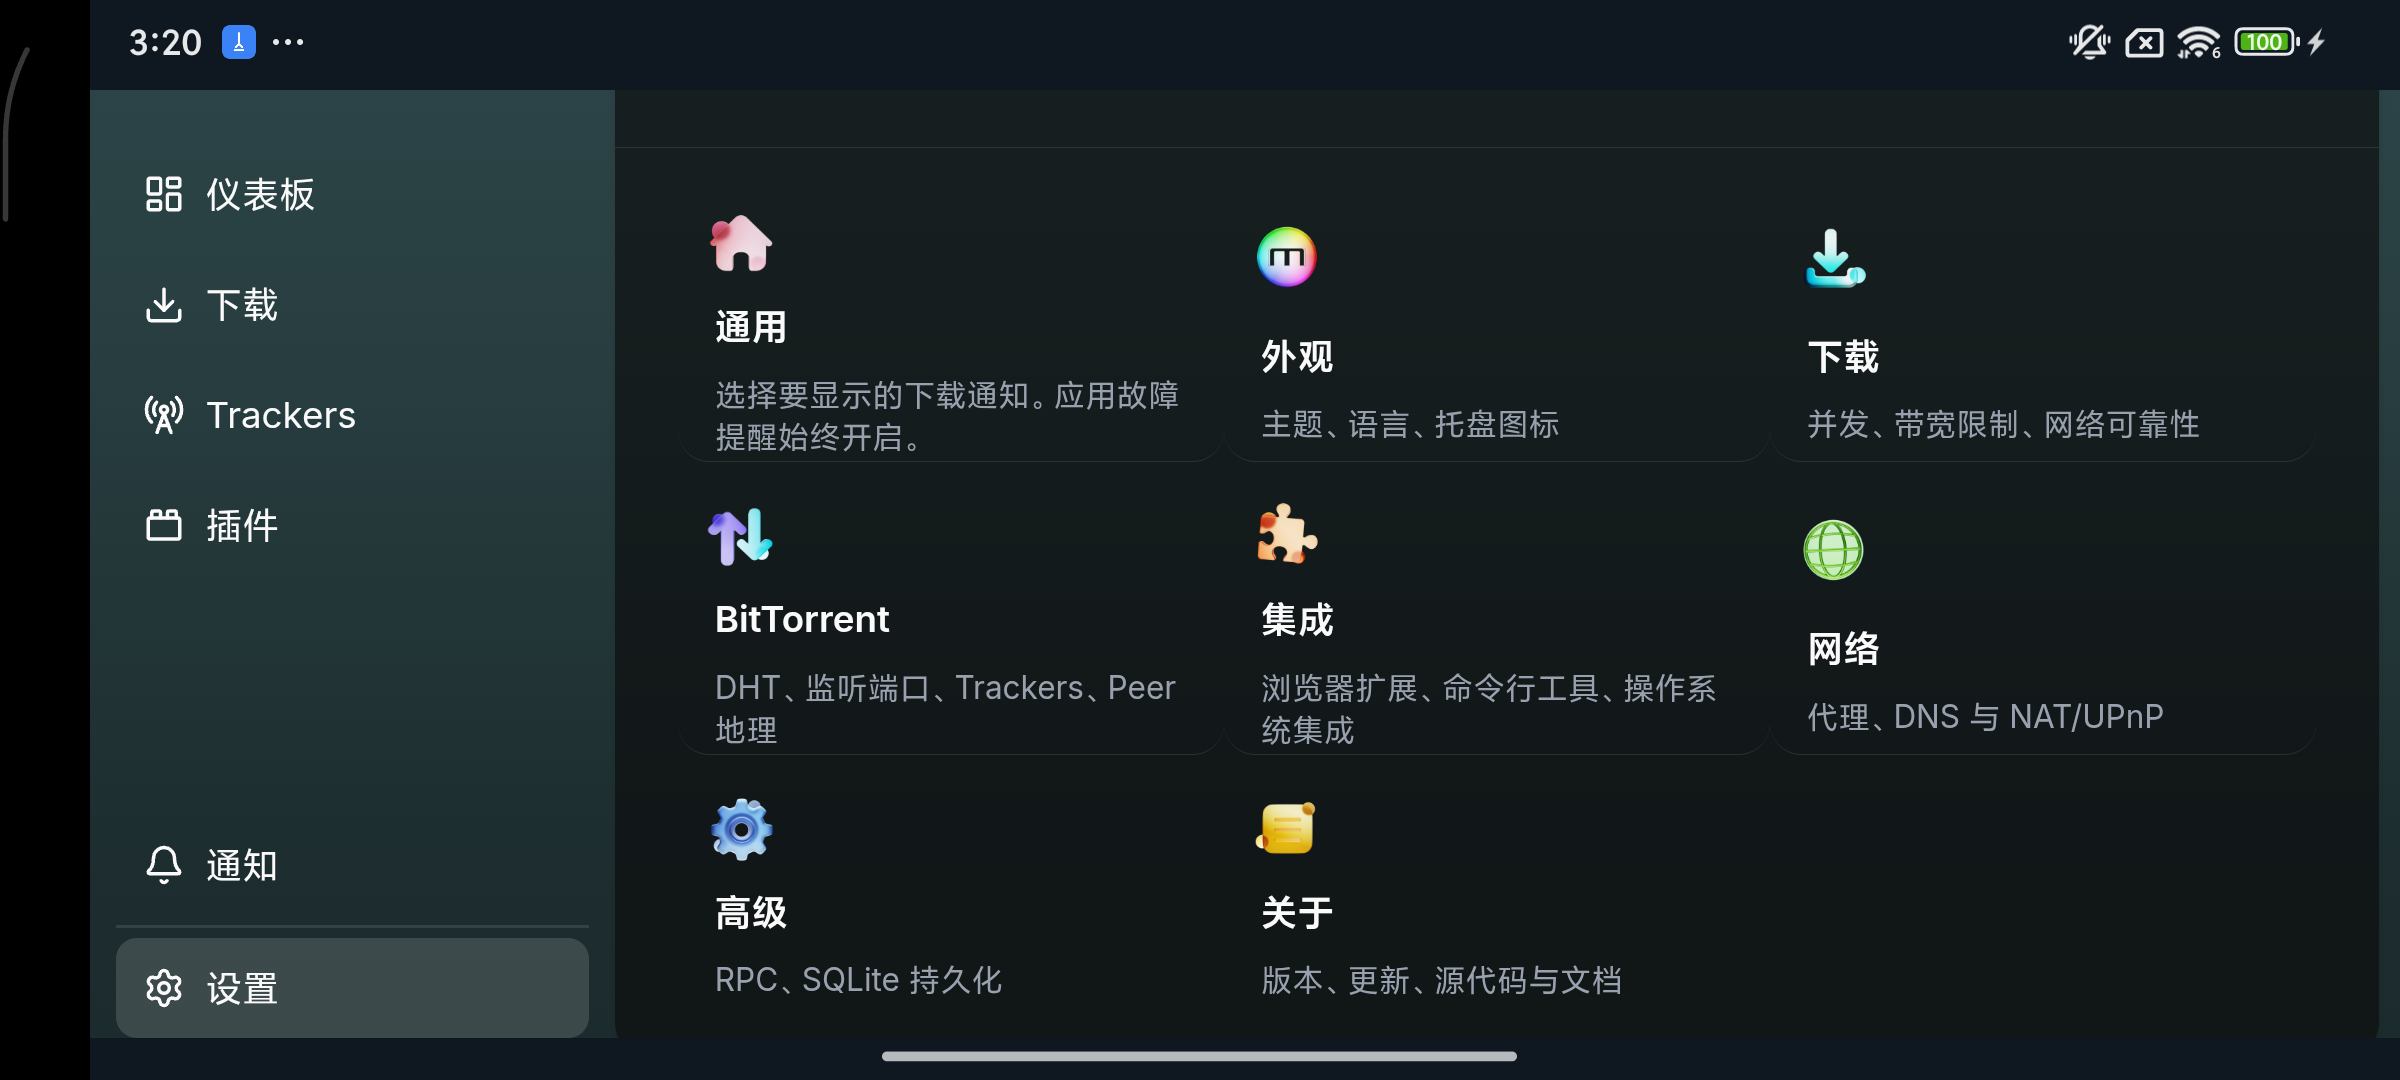 3:20
6
100
仪表板
下载
Trackers
插件
通知
设置
通用
选择要显示的下载通知。应用故障
提醒始终开启。
外观
主题、语言、托盘图标
下载
并发、带宽限制、网络可靠性
BitTorrent
DHT、监听端口、Trackers、Peer
地理
集成
浏览器扩展、命令行工具、操作系
统集成
网络
代理、DNS 与 NAT/UPnP
高级
RPC、SQLite 持久化
关于
版本、更新、源代码与文档